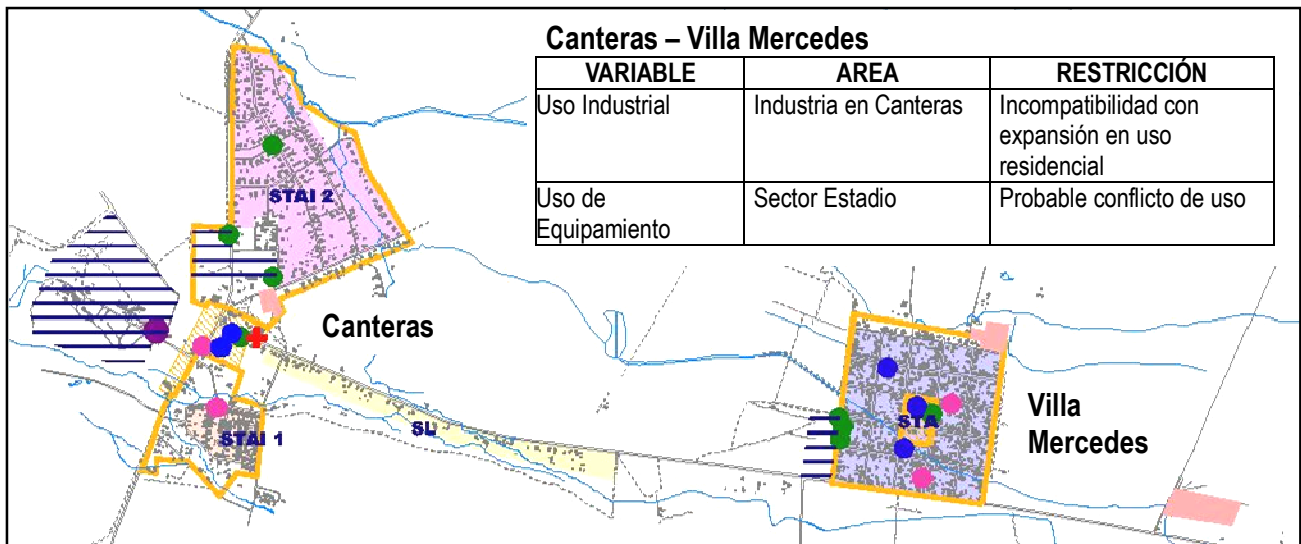 Canteras – Villa Mercedes
VARIABLE AREA RESTRICCIÓN
Uso Industrial Industria en Canteras Incompatibilidad con
expansión en uso
residencial
Uso de Sector Estadio Probable conflicto de uso
Equipamiento
STAI 2
Canteras
STAI 1
SL
STA
Villa
Mercedes